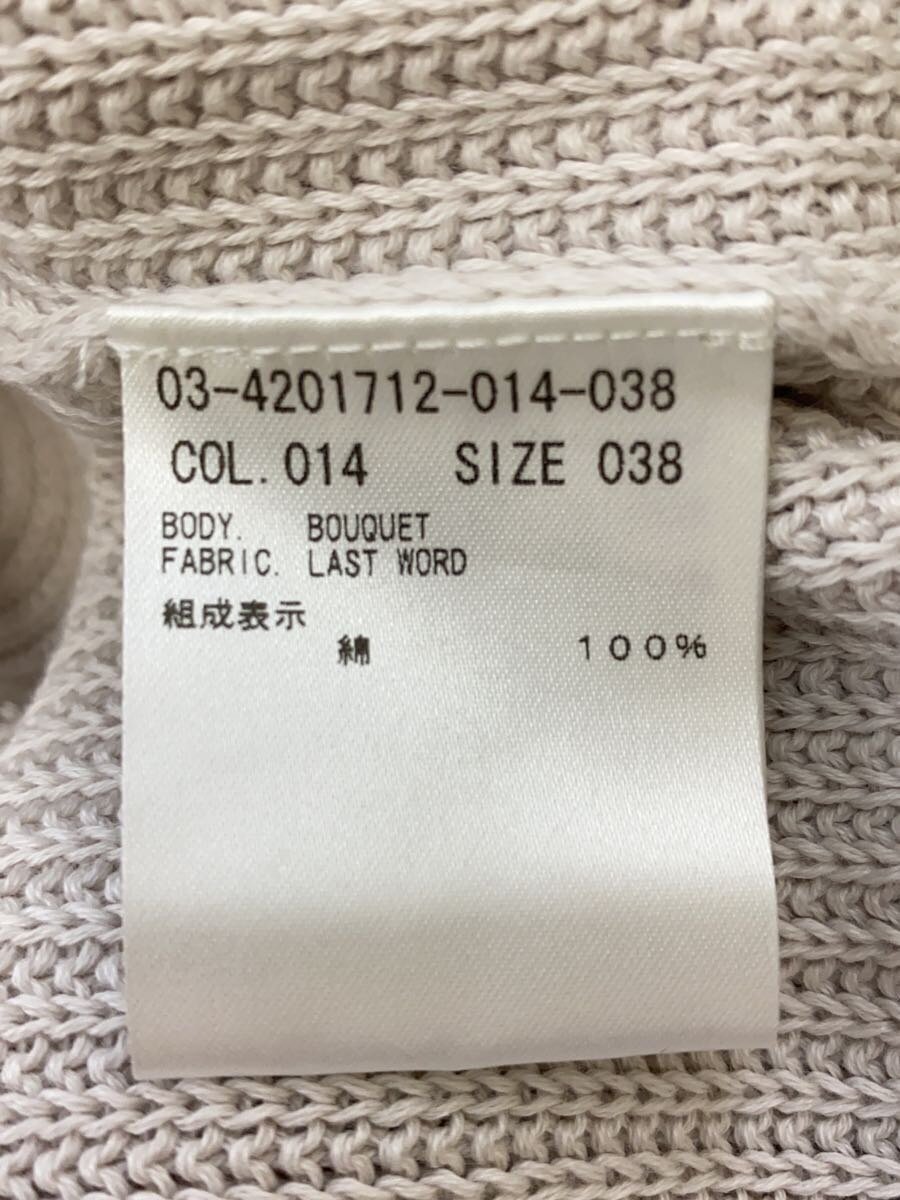 03-4201712-014-038
COL. 014 SIZE 038
BODY. BOUQUET
FABRIC. LAST WORD
組成表示
綿 100%